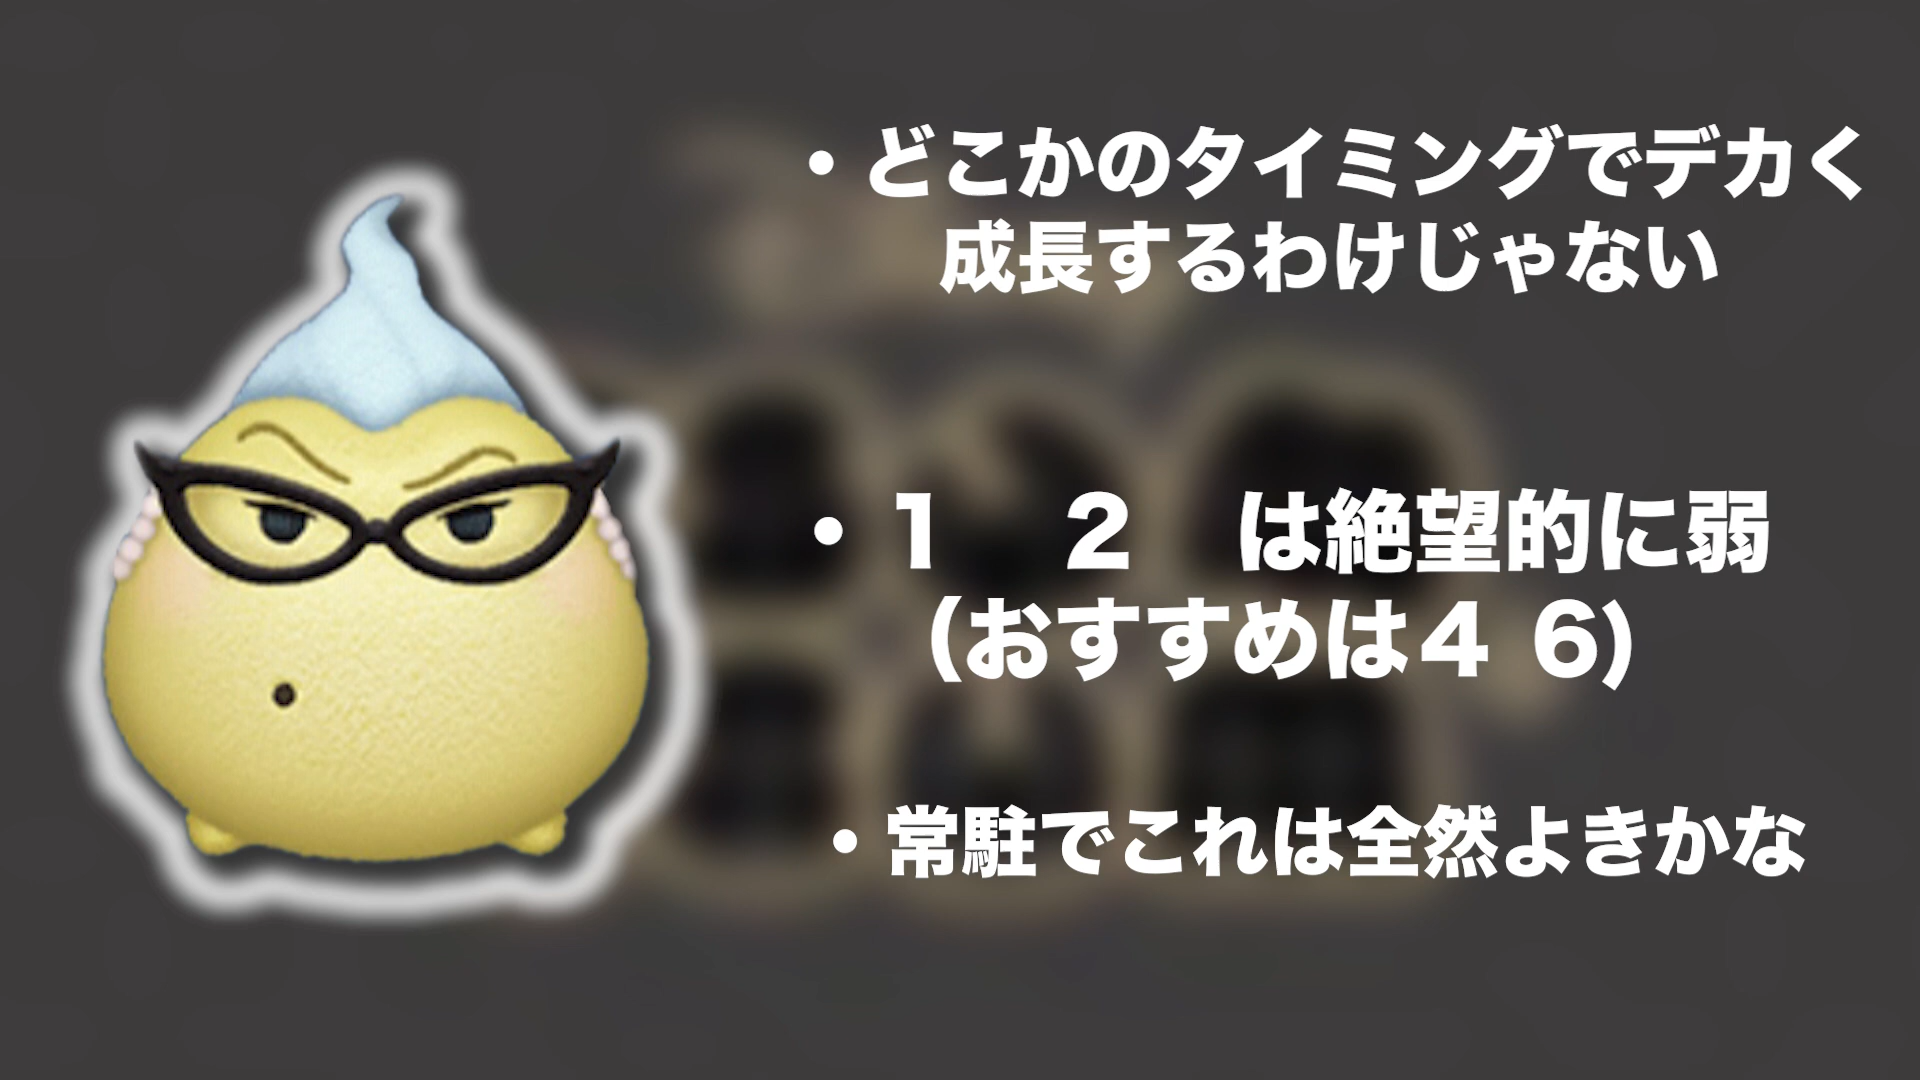 ・どこかのタイミングでデカく
成長するわけじゃない
・１　２　は絶望的に弱
（おすすめは４ ６)
・常駐でこれは全然よきかな